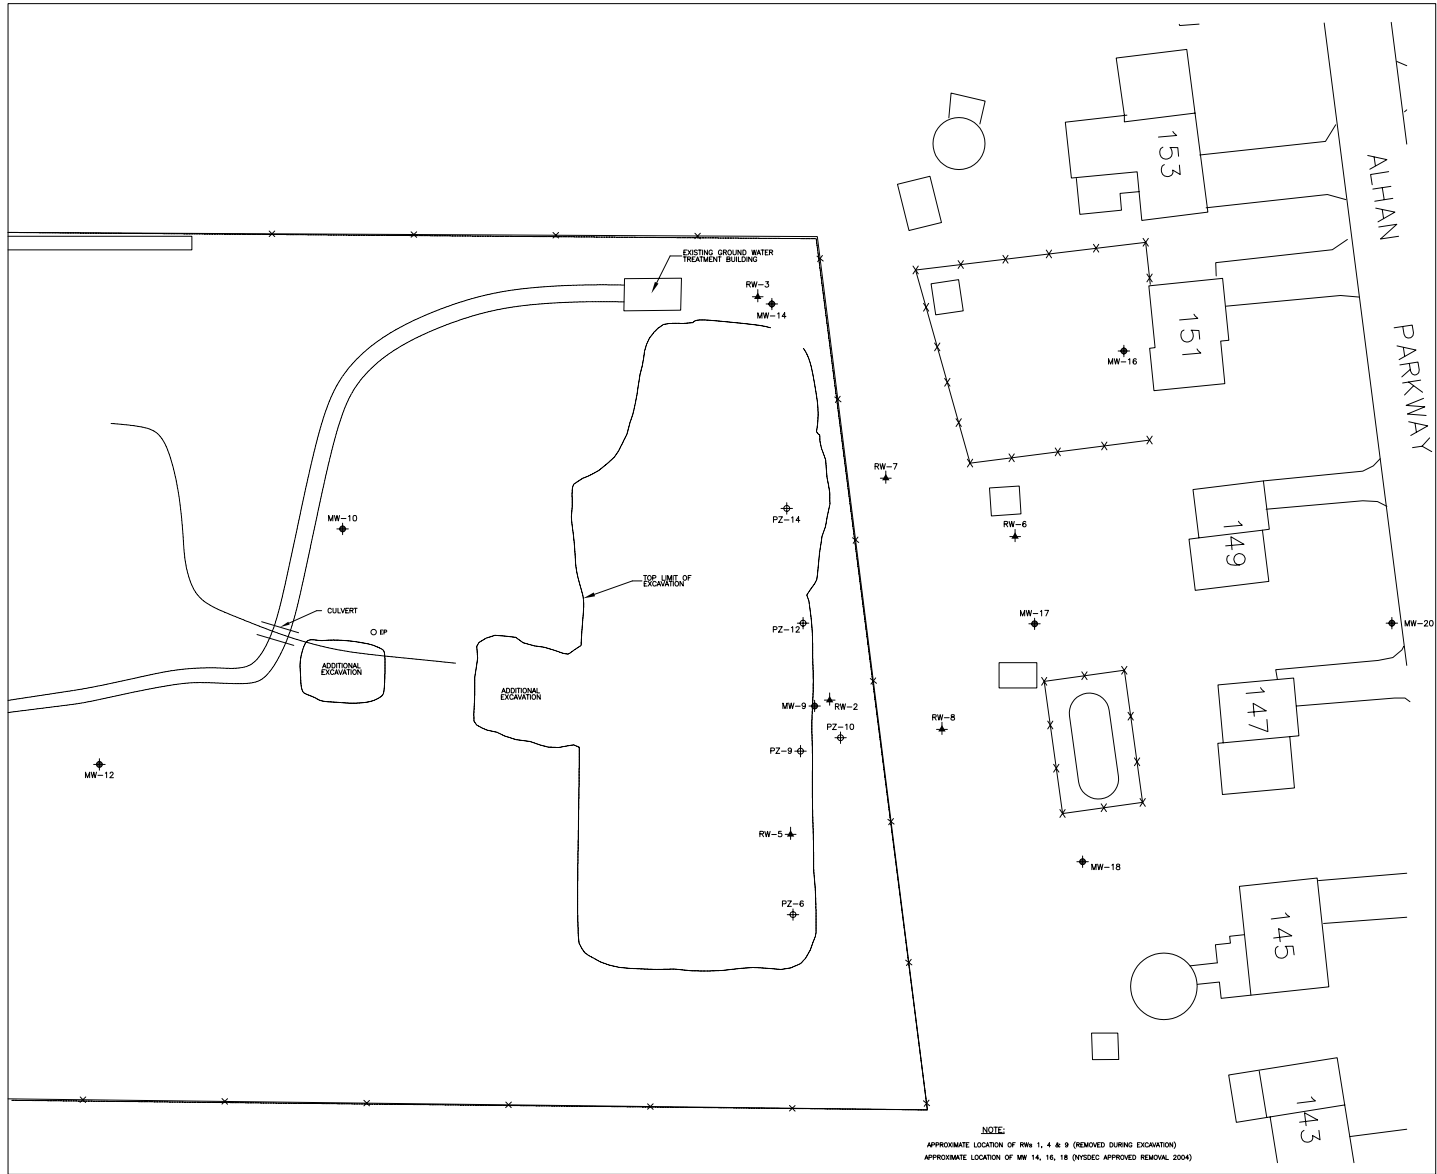 153
ALHAN
PARKWAY
EXISTING GROUND WATER
TREATMENT BUILDING
RW-3
MW-14
151
MW-16
RW-7
MW-10
PZ-14
RW-6
149
TOP LIMIT OF
EXCAVATION
CULVERT
EP
PZ-12
MW-17
MW-20
ADDITIONAL
EXCAVATION
ADDITIONAL
EXCAVATION
MW-9
RW-2
147
RW-8
PZ-10
PZ-9
MW-12
RW-5
MW-18
PZ-6
145
143
NOTE:
APPROXIMATE LOCATION OF RWs 1, 4 & 9 (REMOVED DURING EXCAVATION)
APPROXIMATE LOCATION OF MW 14, 16, 18 (NYSDEC APPROVED REMOVAL 2004)